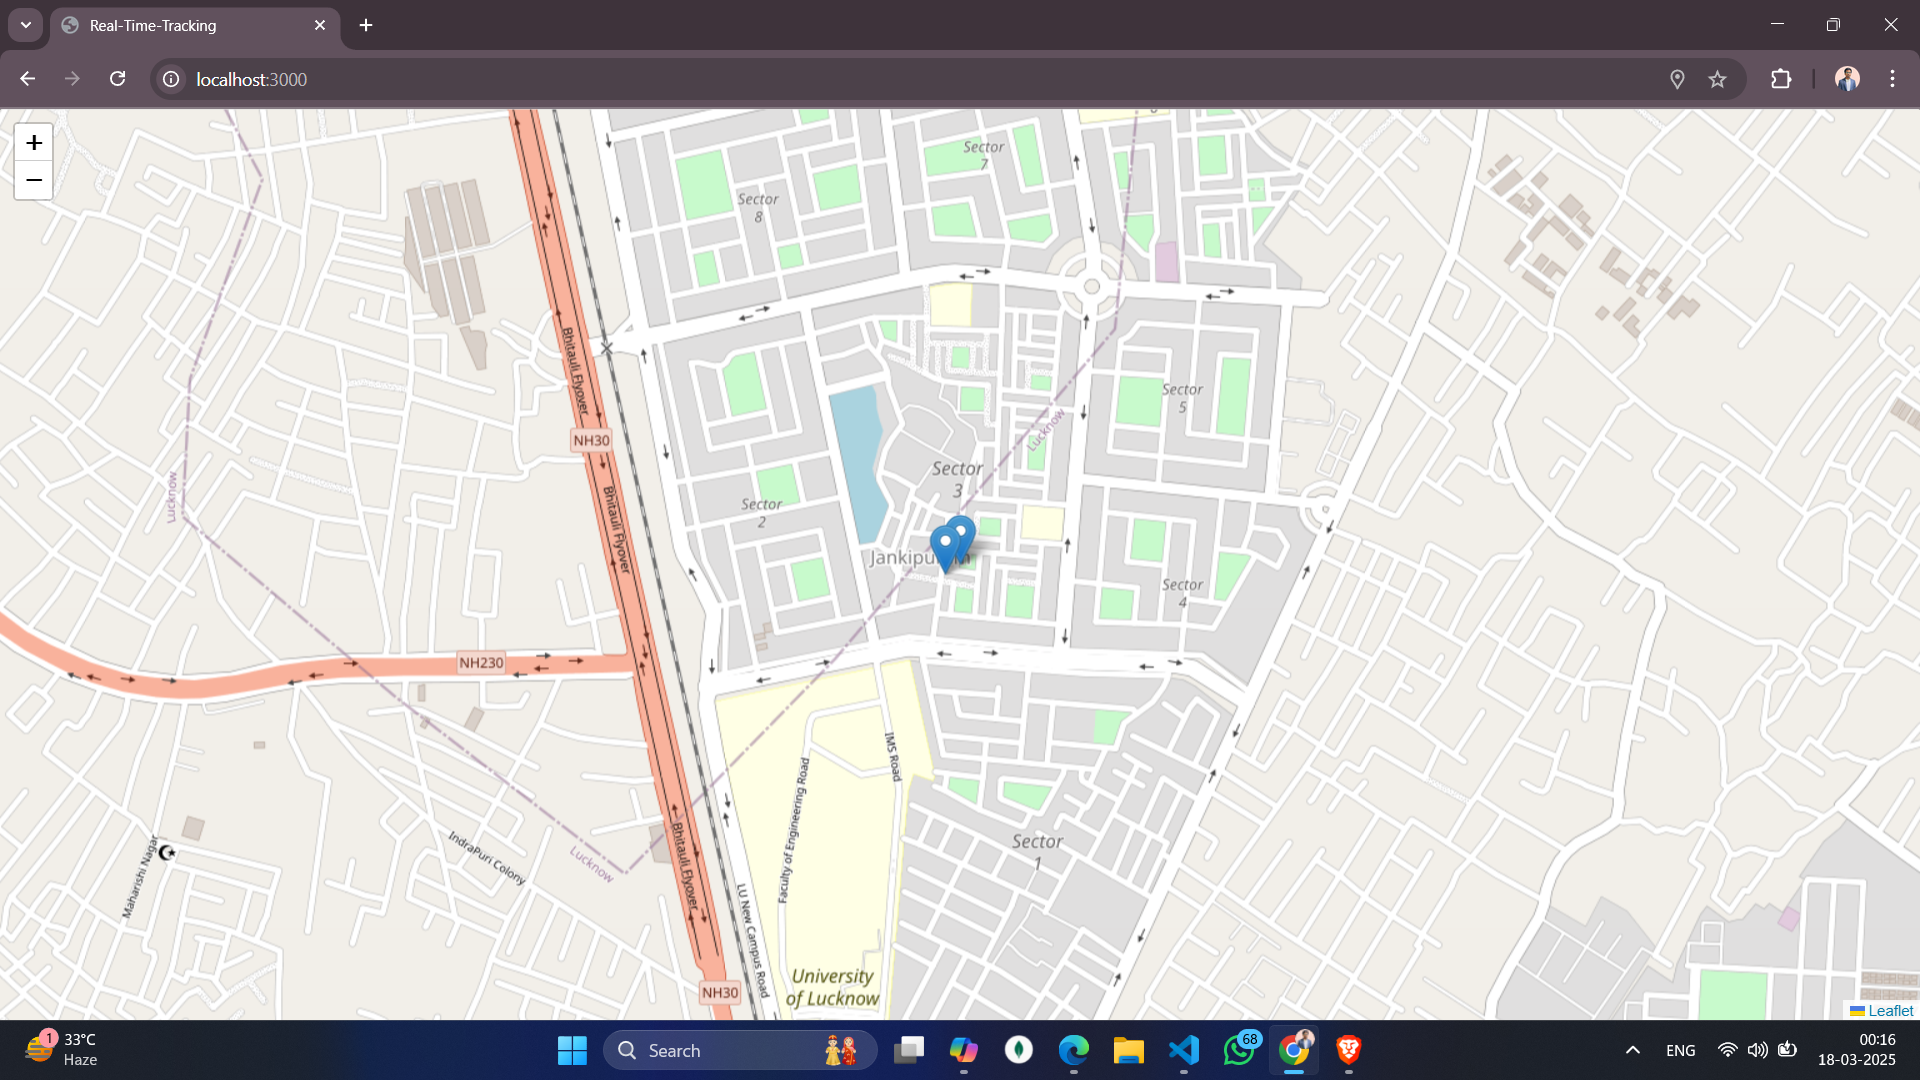 Real-Time-Tracking
localhost:3000
+
−
Sector
7
Sector
8
Bhitauli Flyover
Sector
5
Lucknow
NH30
Sector
3
Lucknow
Bhitauli Flyover
Sector
2
Jankipu m
Sector
4
NH230
IMS Road
Faculty of Engineering Road
Sector
1
Maharishi Nagar
IndraPuri Colony
Lucknow
Bhitauli Flyover
LU New Campus Road
University
of Lucknow
NH30
Leaflet
1
33°C
Haze
Search
68
ENG
00:16
18-03-2025